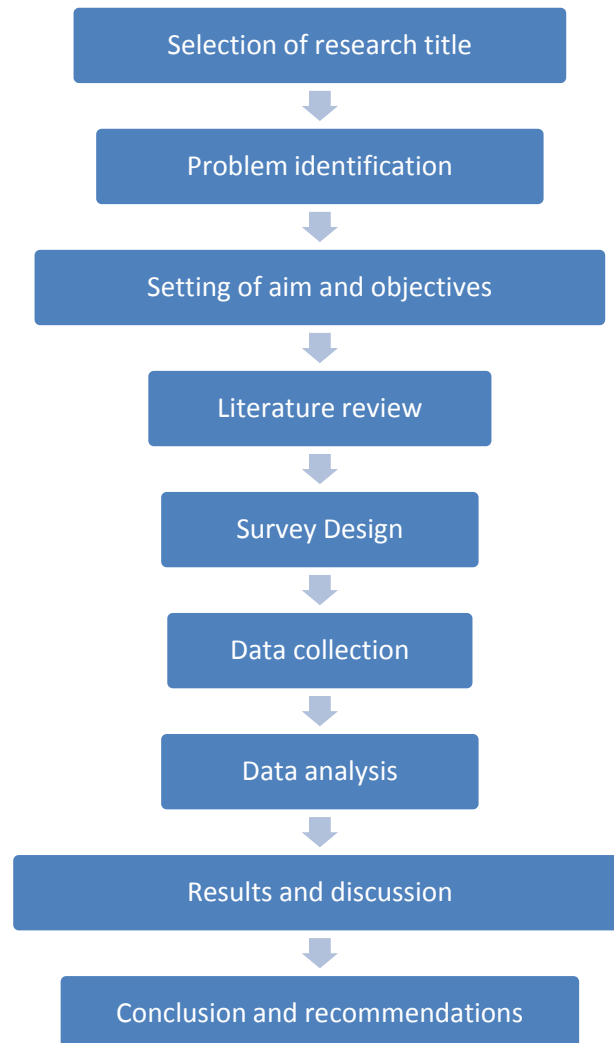 Selection of research title
Problem identification
Setting of aim and objectives
Literature review
Survey Design
Data collection
Data analysis
Results and discussion
Conclusion and recommendations